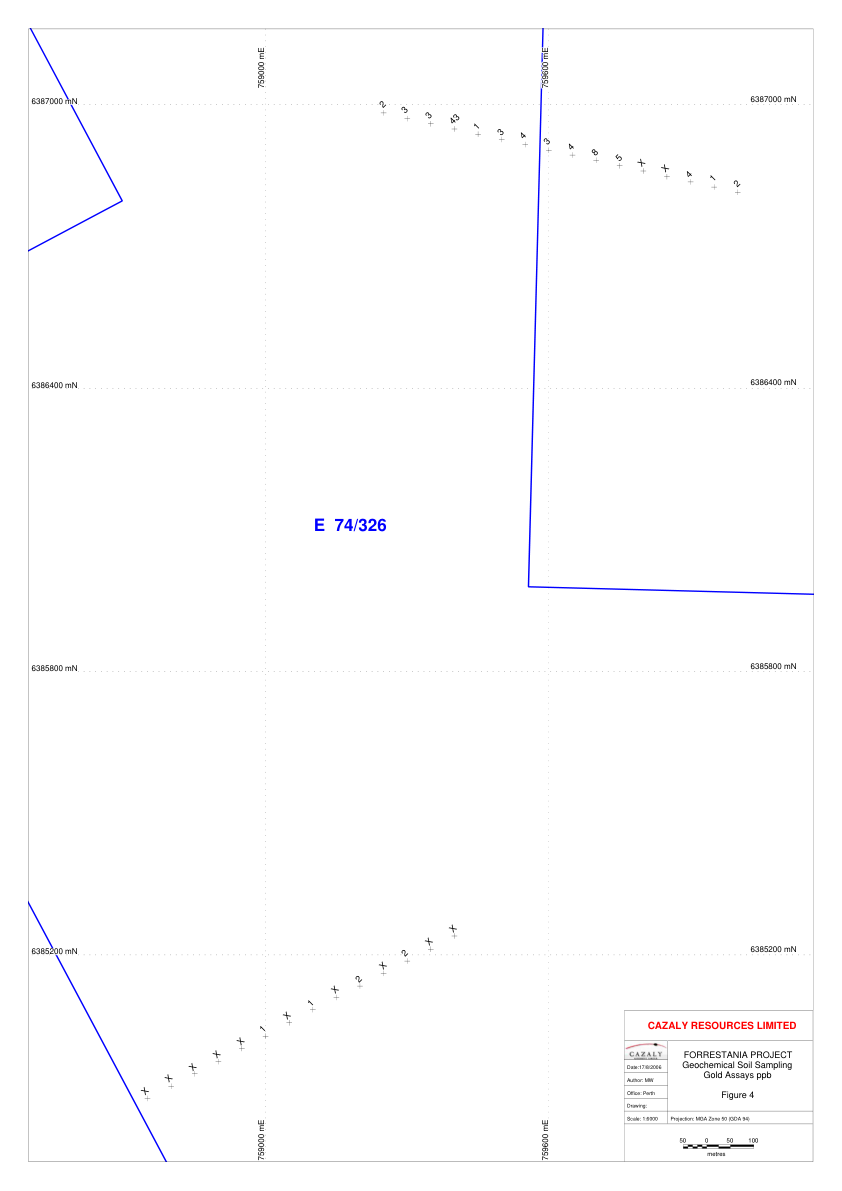 759000 mE
759600 mE
6387000 mN
6387000 mN
2
3
3
43
1
3
4
3
4
8
5
X
X
4
1
2
6386400 mN
6386400 mN
E 74/326
6385800 mN
6385800 mN
6385200 mN
6385200 mN
X
X
X
X
X
1
X
1
X
2
X
2
X
X
759000 mE
759600 mE
CAZALY RESOURCES LIMITED
CAZALY
FORRESTANIA PROJECT
Geochemical Soil Sampling
Gold Assays ppb
Figure 4
Date:17/8/2006
Author: MW
Office: Perth
Drawing:
Scale: 1:6000
Projection: MGA Zone 50 (GDA 94)
50 0 50 100
metres